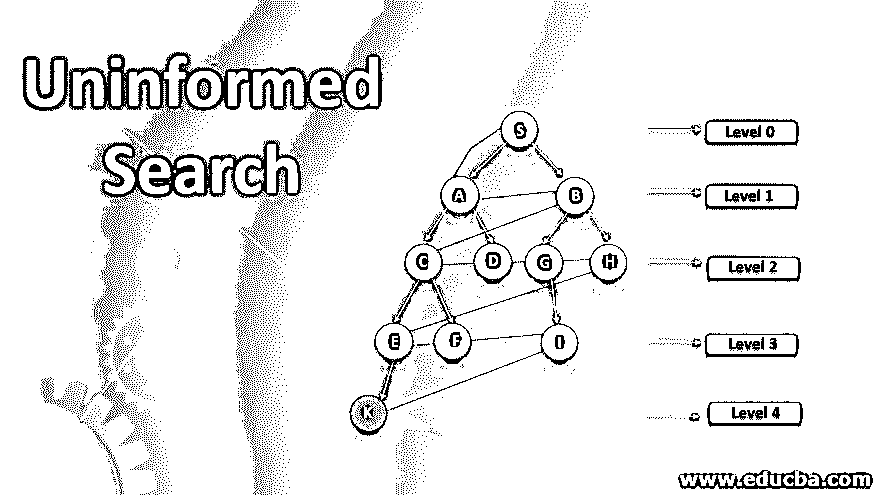 Uninformed
Search
S
Level 0
A
B
Level 1
C
D
G
H
Level 2
E
F
I
Level 3
K
Level 4
www.educba.com